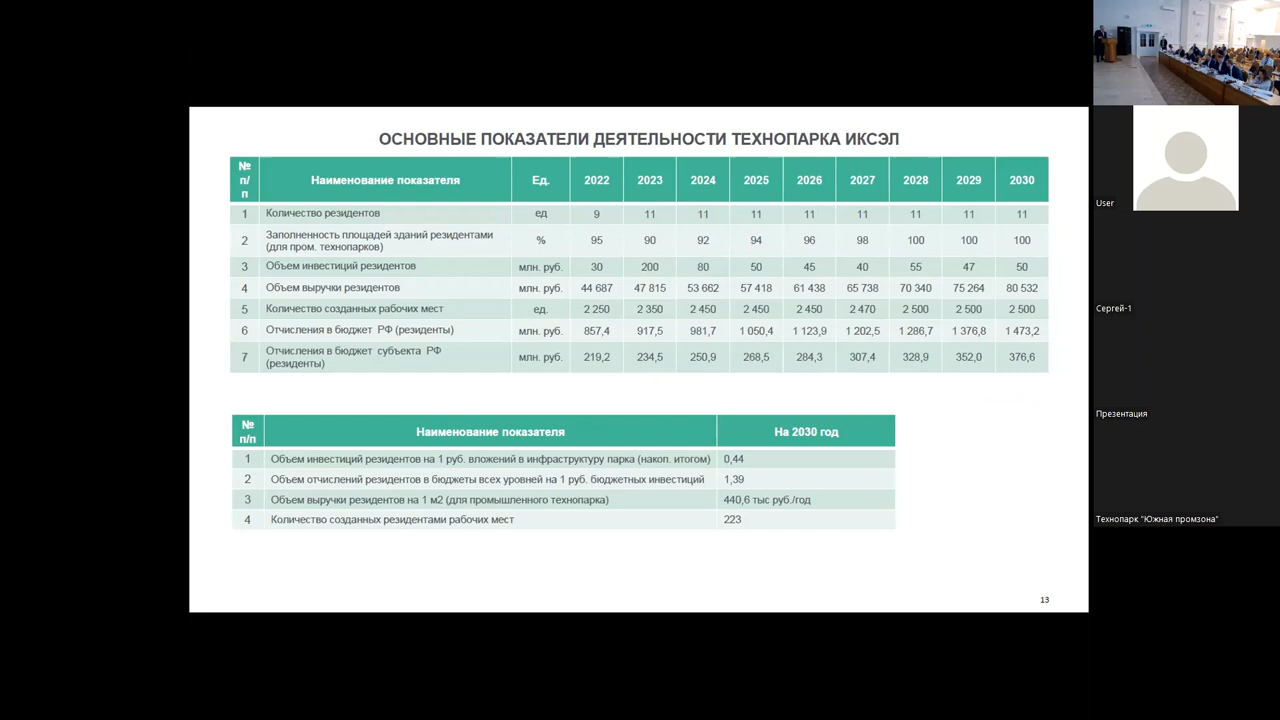 ОСНОВНЫЕ ПОКАЗАТЕЛИ ДЕЯТЕЛЬНОСТИ ТЕХНОПАРКА ИКСЭЛ
№ п/п Наименование показателя Ед. 2022 2023 2024 2025 2026 2027 2028 2029 2030
1 Количество резидентов ед 9 11 11 11 11 11 11 11 11
2 Заполненность площадей зданий резидентами
(для пром. технопарков) % 95 90 92 94 96 98 100 100 100
3 Объем инвестиций резидентов млн. руб. 30 200 80 50 45 40 55 47 50
4 Объем выручки резидентов млн. руб. 44 687 47 815 53 662 57 418 61 438 65 738 70 340 75 264 80 532
5 Количество созданных рабочих мест ед. 2 250 2 350 2 450 2 450 2 450 2 470 2 500 2 500 2 500
6 Отчисления в бюджет РФ (резиденты) млн. руб. 857,4 917,5 981,7 1 050,4 1 123,9 1 202,5 1 286,7 1 376,8 1 473,2
7 Отчисления в бюджет субъекта РФ
(резиденты) млн. руб. 219,2 234,5 250,9 268,5 284,3 307,4 328,9 352,0 376,6
№ п/п Наименование показателя На 2030 год
1 Объем инвестиций резидентов на 1 руб. вложений в инфраструктуру парка (накоп. итогом) 0,44
2 Объем отчислений резидентов в бюджеты всех уровней на 1 руб. бюджетных инвестиций 1,39
3 Объем выручки резидентов на 1 м2 (для промышленного технопарка) 440,6 тыс руб./год
4 Количество созданных резидентами рабочих мест 223
13
User
Сергей-1
Презентация
Технопарк "Южная промзона"